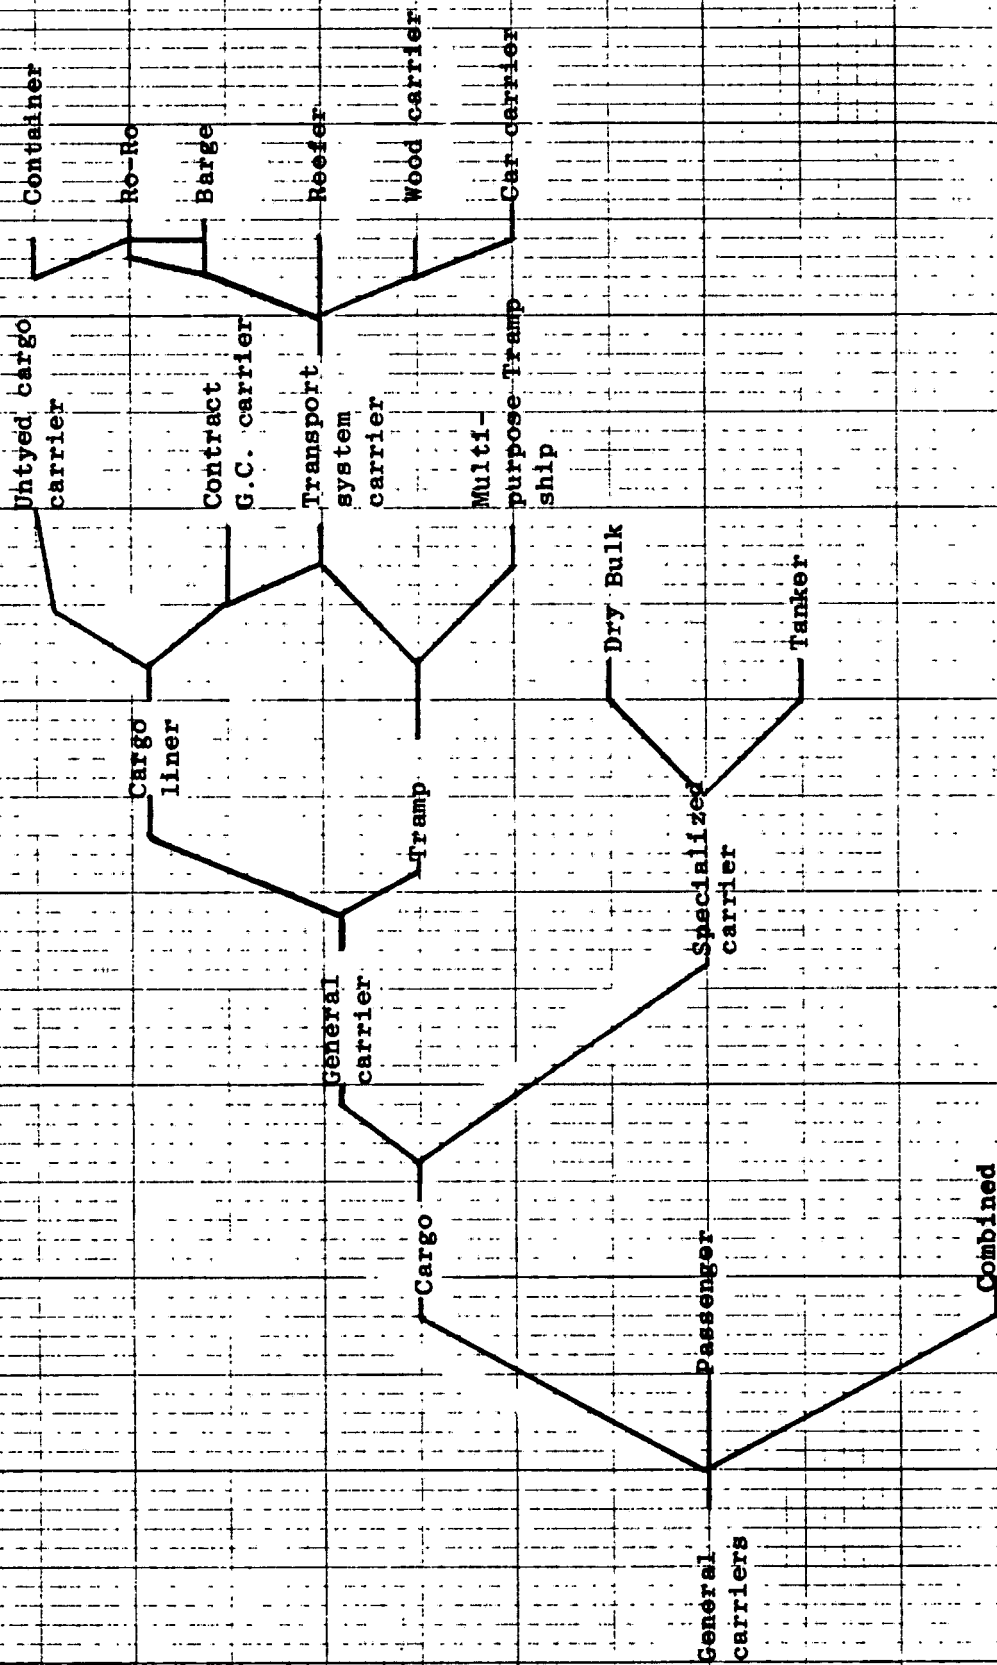 General
carriers
Cargo
Passenger
Combined
General
carrier
Specialized
carrier
Cargo
liner
Tramp
Dry Bulk
Tanker
Untyed cargo
carrier
Contract
G.C. carrier
Transport
system
carrier
Multi-
purpose Tramp
ship
Container
Ro-Ro
Barge
Reefer
Wood carrier
Car carrier